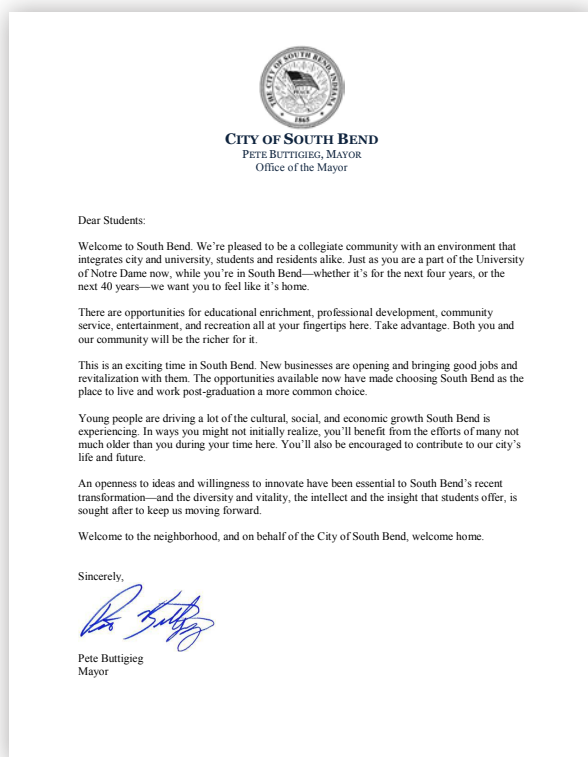 THE CITY OF SOUTH BEND, INDIANA
PEACE
1865
CITY OF SOUTH BEND
PETE BUTTIGIEG, MAYOR
Office of the Mayor
Dear Students:
Welcome to South Bend. We’re pleased to be a collegiate community with an environment that
integrates city and university, students and residents alike. Just as you are a part of the University
of Notre Dame now, while you’re in South Bend—whether it’s for the next four years, or the
next 40 years—we want you to feel like it’s home.
There are opportunities for educational enrichment, professional development, community
service, entertainment, and recreation all at your fingertips here. Take advantage. Both you and
our community will be the richer for it.
This is an exciting time in South Bend. New businesses are opening and bringing good jobs and
revitalization with them. The opportunities available now have made choosing South Bend as the
place to live and work post-graduation a more common choice.
Young people are driving a lot of the cultural, social, and economic growth South Bend is
experiencing. In ways you might not initially realize, you’ll benefit from the efforts of many not
much older than you during your time here. You’ll also be encouraged to contribute to our city’s
life and future.
An openness to ideas and willingness to innovate have been essential to South Bend’s recent
transformation—and the diversity and vitality, the intellect and the insight that students offer, is
sought after to keep us moving forward.
Welcome to the neighborhood, and on behalf of the City of South Bend, welcome home.
Sincerely,
Pete Buttigieg
Pete Buttigieg
Mayor